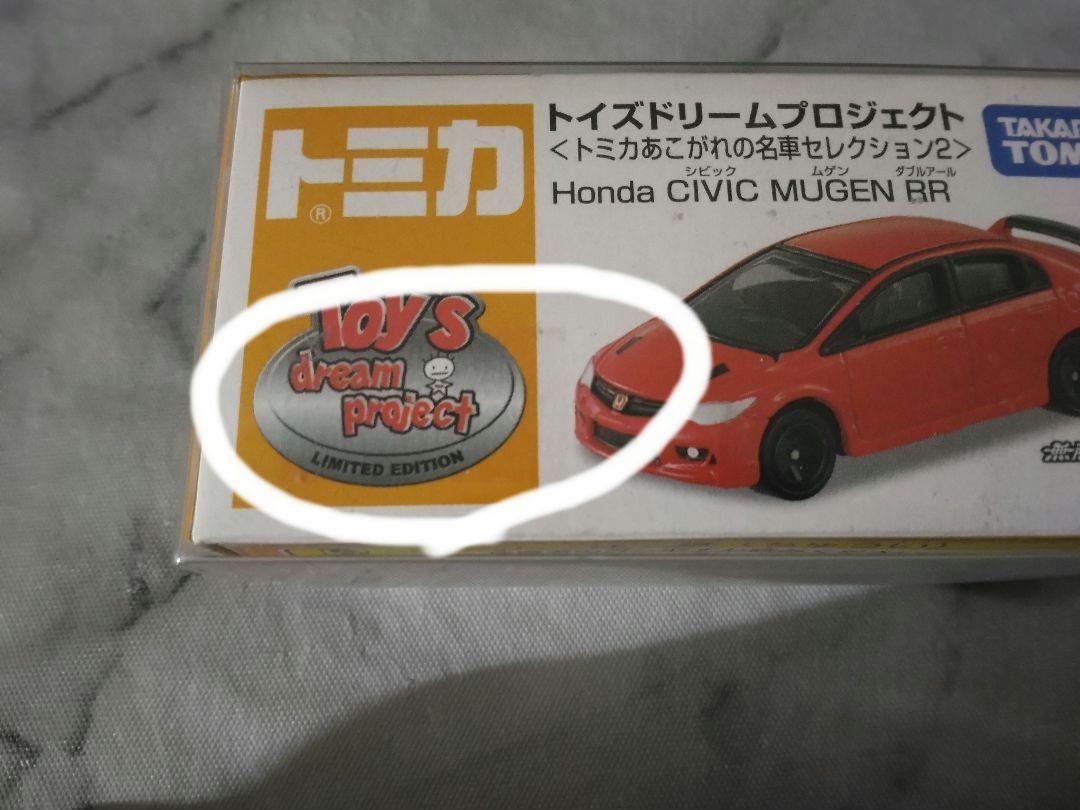 トミカ
®
Toy's
dream
project
LIMITED EDITION
トイズドリームプロジェクト
<トミカあこがれの名車セレクション2>
シビック ムゲン ダブルアール
Honda CIVIC MUGEN RR
TAKARA
TOM